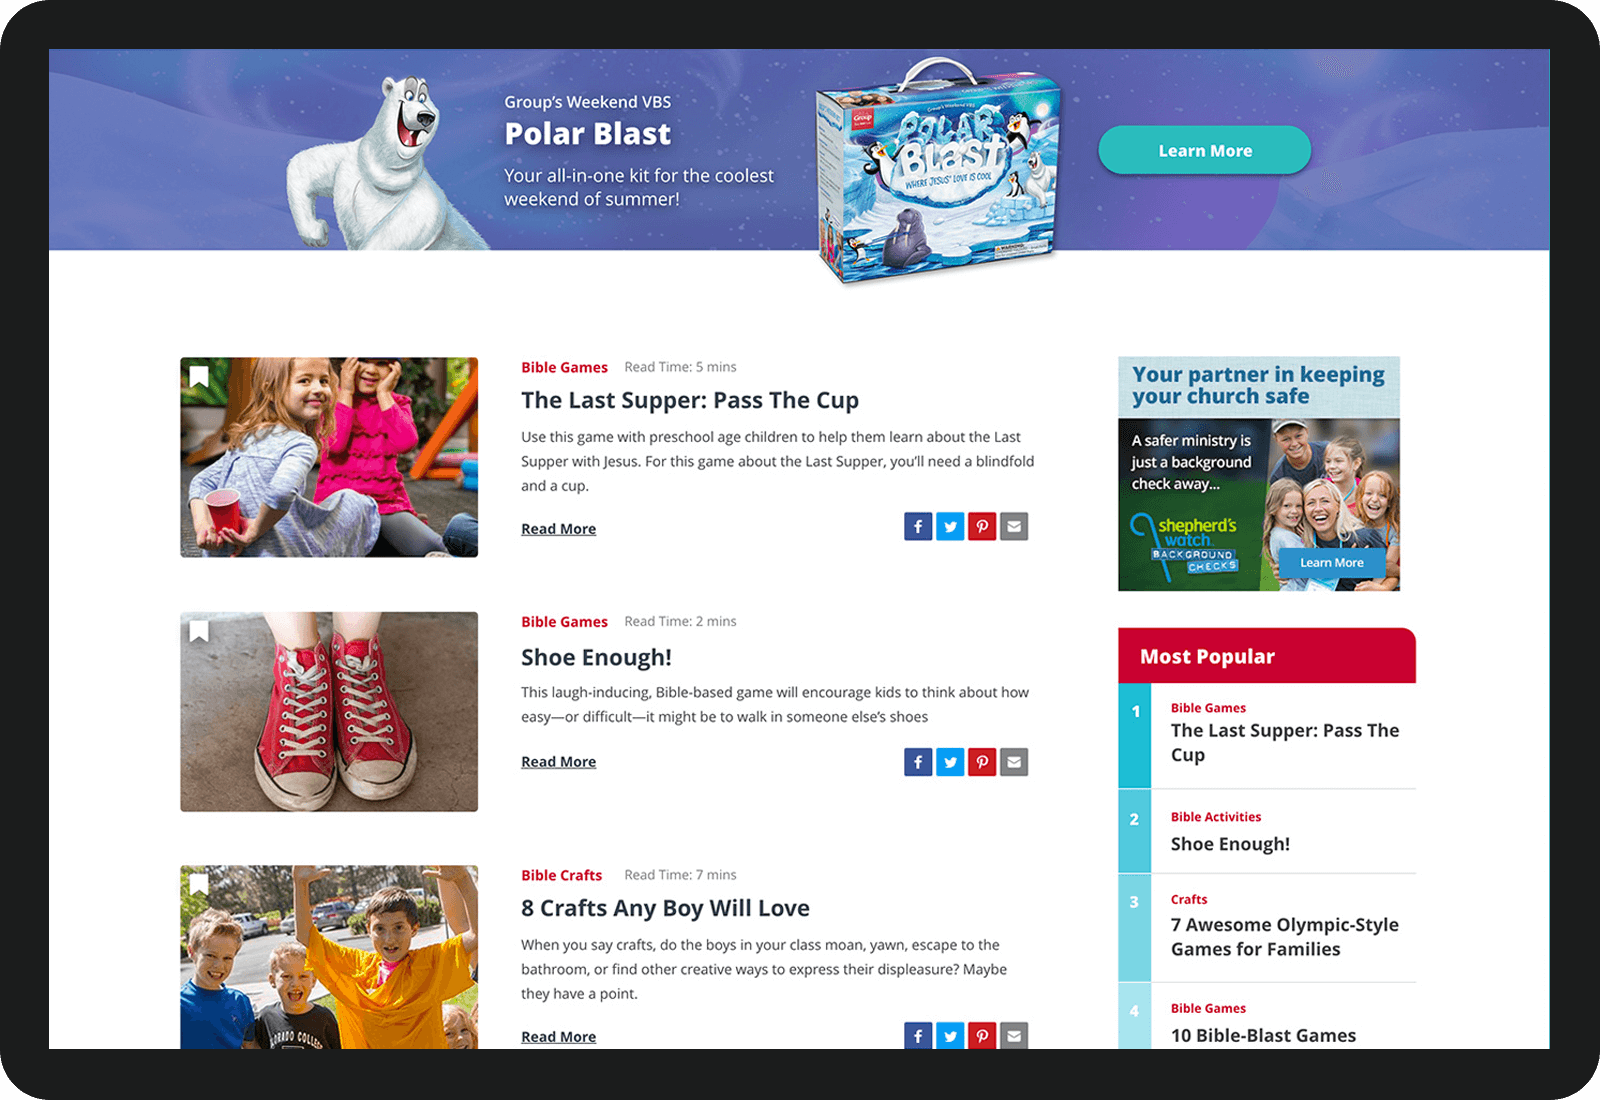 Group's Weekend VBS
Polar Blast
Your all-in-one kit for the coolest
weekend of summer!
Group
Group's Weekend VBS
POLAR
BLAST
WHERE JESUS' LOVE IS COOL
WARNING:
Learn More
Bible Games Read Time: 5 mins
The Last Supper: Pass The Cup
Use this game with preschool age children to help them learn about the Last
Supper with Jesus. For this game about the Last Supper, you'll need a blindfold
and a cup.
Read More
Bible Games Read Time: 2 mins
Shoe Enough!
This laugh-inducing, Bible-based game will encourage kids to think about how
easy—or difficult—it might be to walk in someone else's shoes
Read More
Bible Crafts Read Time: 7 mins
8 Crafts Any Boy Will Love
When you say crafts, do the boys in your class moan, yawn, escape to the
bathroom, or find other creative ways to express their displeasure? Maybe
they have a point.
Read More
ORADO COLLEG
Your partner in keeping
your church safe
A safer ministry is
just a background
check away...
shepherd's
watch
BACKGROUND
CHECKS
Learn More
Most Popular
1
Bible Games
The Last Supper: Pass The
Cup
2
Bible Activities
Shoe Enough!
3
Crafts
7 Awesome Olympic-Style
Games for Families
4
Bible Games
10 Bible-Blast Games